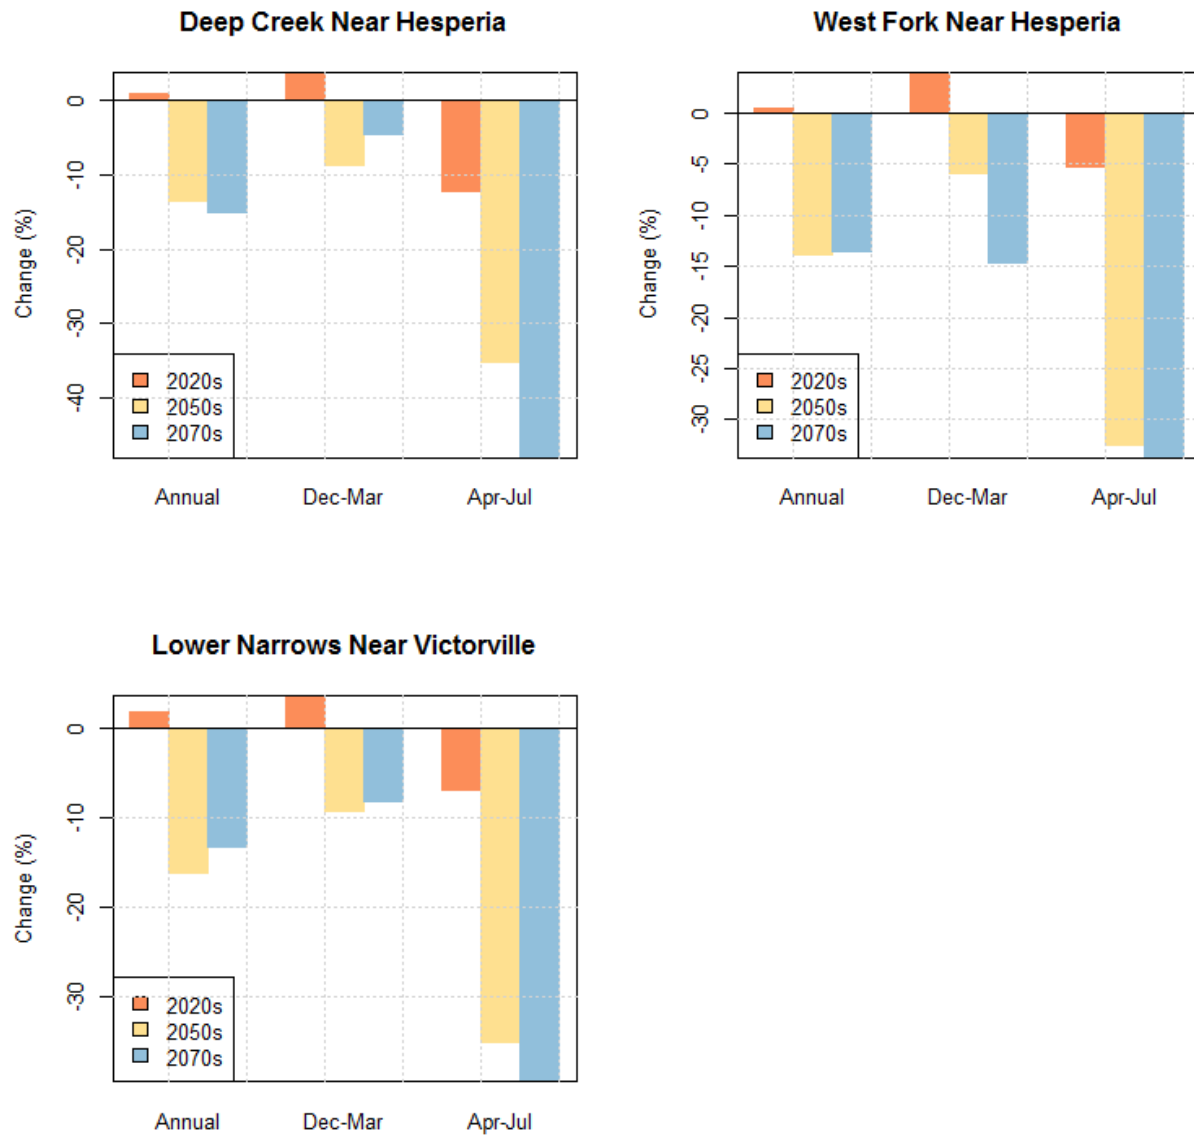 Deep Creek Near Hesperia
Change (%)
0
-10
-20
-30
-40
2020s
2050s
2070s
Annual Dec-Mar Apr-Jul
West Fork Near Hesperia
Change (%)
0
-5
-10
-15
-20
-25
-30
2020s
2050s
2070s
Annual Dec-Mar Apr-Jul
Lower Narrows Near Victorville
Change (%)
0
-10
-20
-30
2020s
2050s
2070s
Annual Dec-Mar Apr-Jul